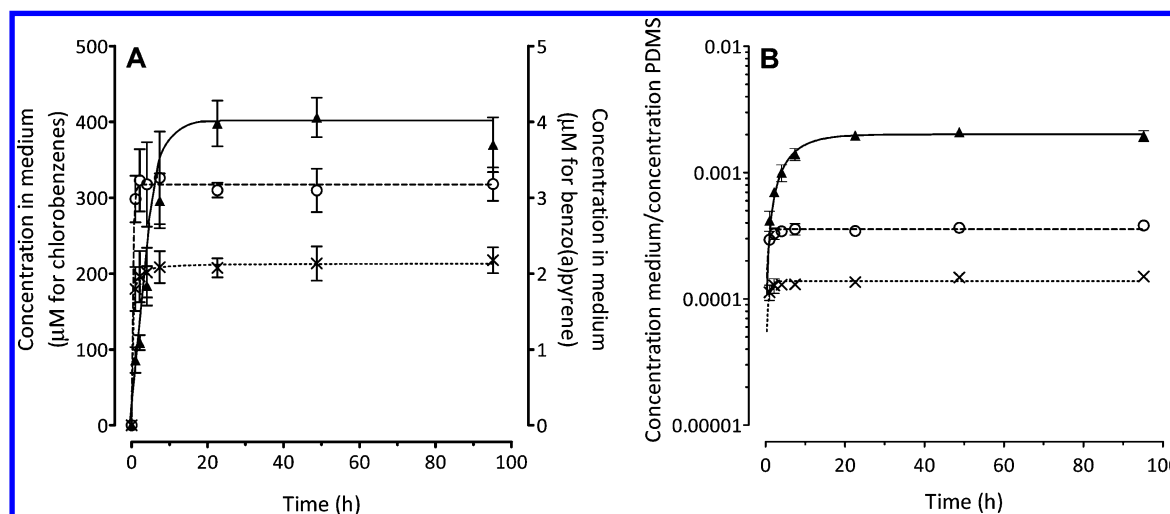 A
Concentration in medium
(µM for chlorobenzenes)
500
400
300
200
100
0
5
4
3
2
1
0
Concentration in medium
(µM for benzo(a)pyrene)
0 20 40 60 80 100
Time (h)
B
Concentration medium/concentration PDMS
0.01
0.001
0.0001
0.00001
0 20 40 60 80 100
Time (h)